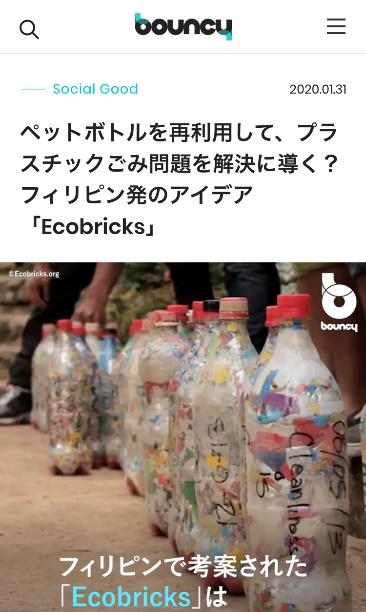 bouncy
Social Good
2020.01.31
ペットボトルを再利用して、プラ
スチックごみ問題を解決に導く？
フィリピン発のアイデア
「Ecobricks」
©Ecobricks.org
bouncy
Cleanliness
フィリピンで考案された
「Ecobricks」は